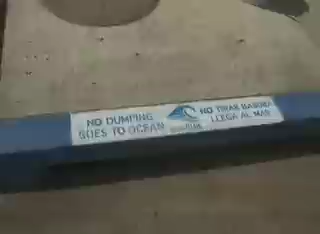 NO DUMPING
GOES TO OCEAN
NO TIRAR BASURA
LLEGA AL MAR